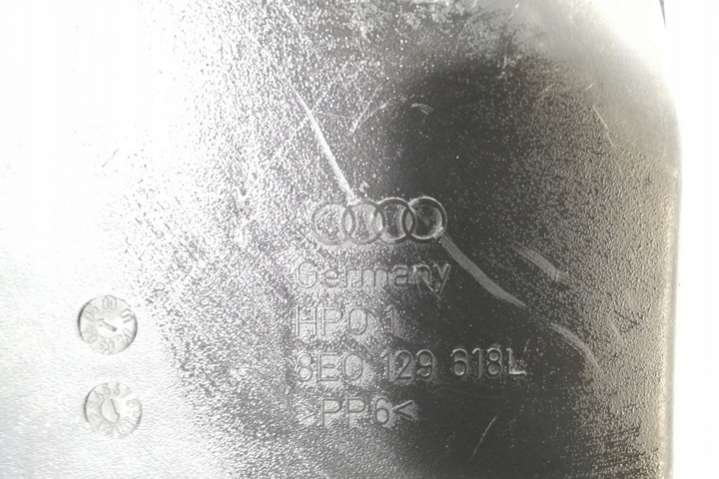 Germany
HPO 1
8E0 129 618L
>PP6<